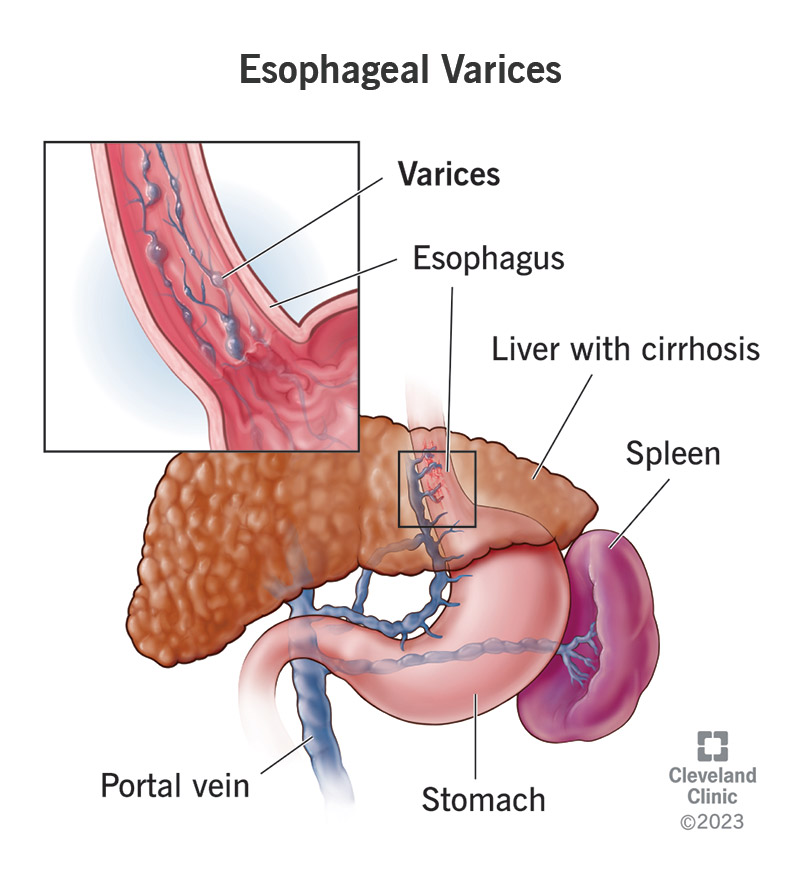 Esophageal Varices
Varices
Esophagus
Liver with cirrhosis
Spleen
Portal vein
Stomach
Cleveland
Clinic
©2023